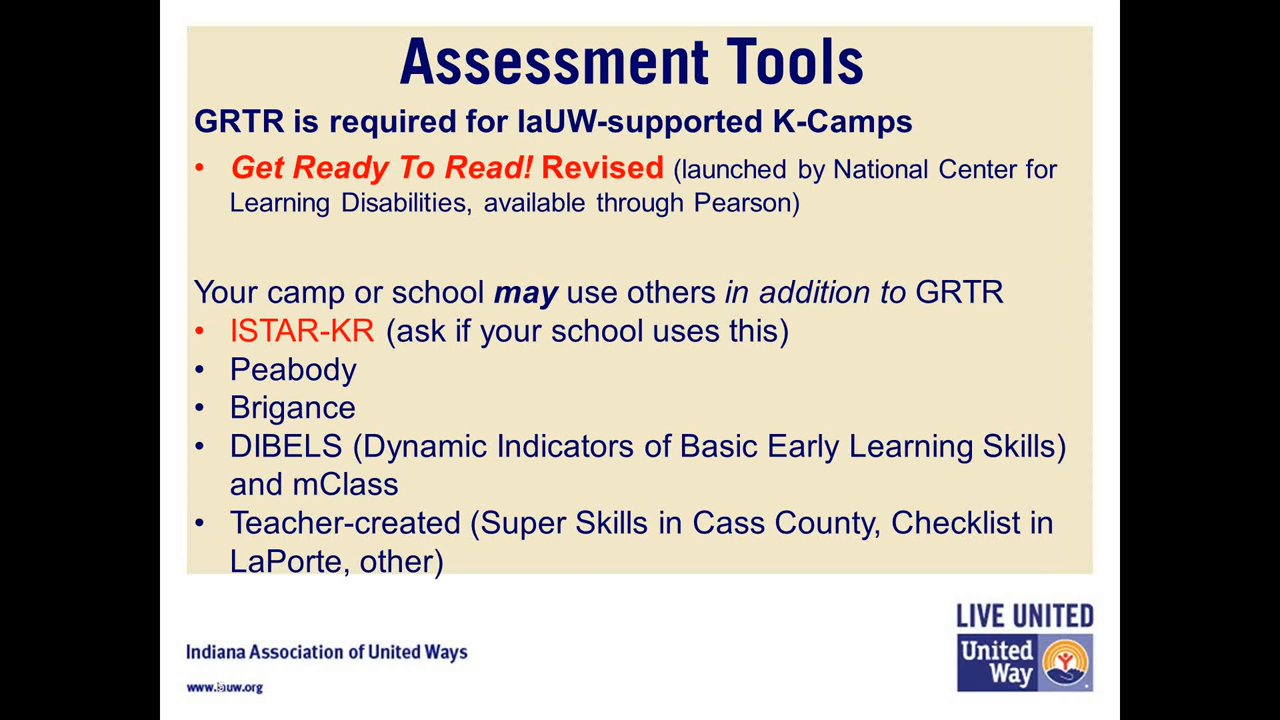 Assessment Tools
GRTR is required for IaUW-supported K-Camps
• Get Ready To Read! Revised (launched by National Center for
Learning Disabilities, available through Pearson)
Your camp or school may use others in addition to GRTR
• ISTAR-KR (ask if your school uses this)
• Peabody
• Brigance
• DIBELS (Dynamic Indicators of Basic Early Learning Skills)
and mClass
• Teacher-created (Super Skills in Cass County, Checklist in
LaPorte, other)
LIVE UNITED
Indiana Association of United Ways
United
Way
www.iauw.org